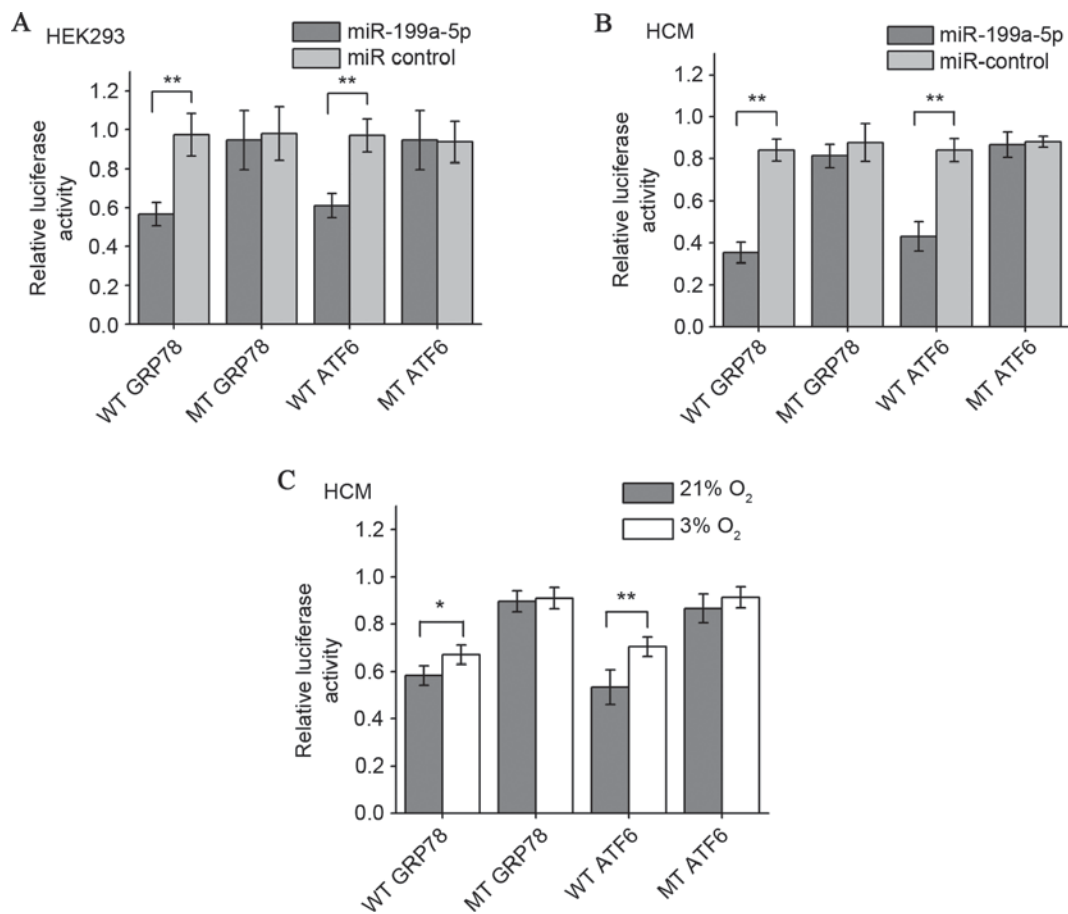 A
HEK293
miR-199a-5p
miR control
Relative luciferase
activity
1.2
1.0
0.8
0.6
0.4
0.2
0.0
**
**
WT GRP78
MT GRP78
WT ATF6
MT ATF6
B
HCM
miR-199a-5p
miR-control
Relative luciferase
activity
1.2
1.0
0.8
0.6
0.4
0.2
0.0
**
**
WT GRP78
MT GRP78
WT ATF6
MT ATF6
C
HCM
21% O₂
3% O₂
Relative luciferase
activity
1.2
1.0
0.8
0.6
0.4
0.2
0.0
*
**
WT GRP78
MT GRP78
WT ATF6
MT ATF6